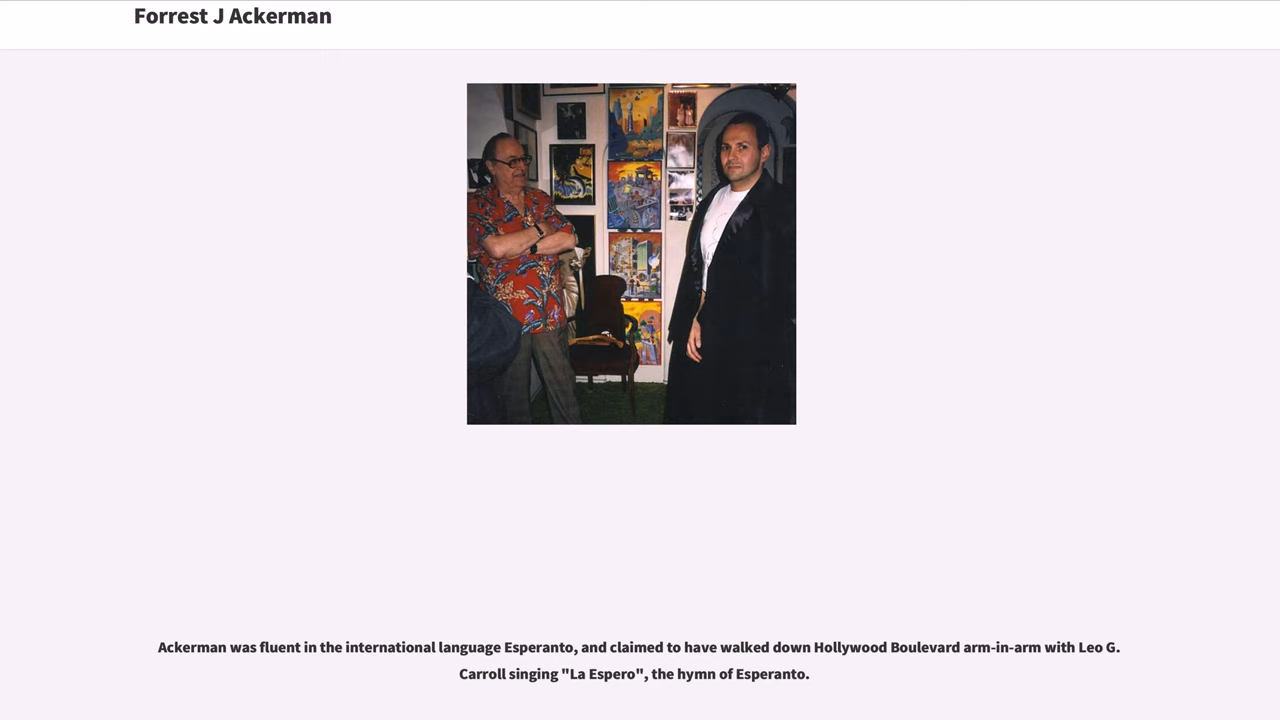 Forrest J Ackerman
Ackerman was fluent in the international language Esperanto, and claimed to have walked down Hollywood Boulevard arm-in-arm with Leo G.
Carroll singing "La Espero", the hymn of Esperanto.